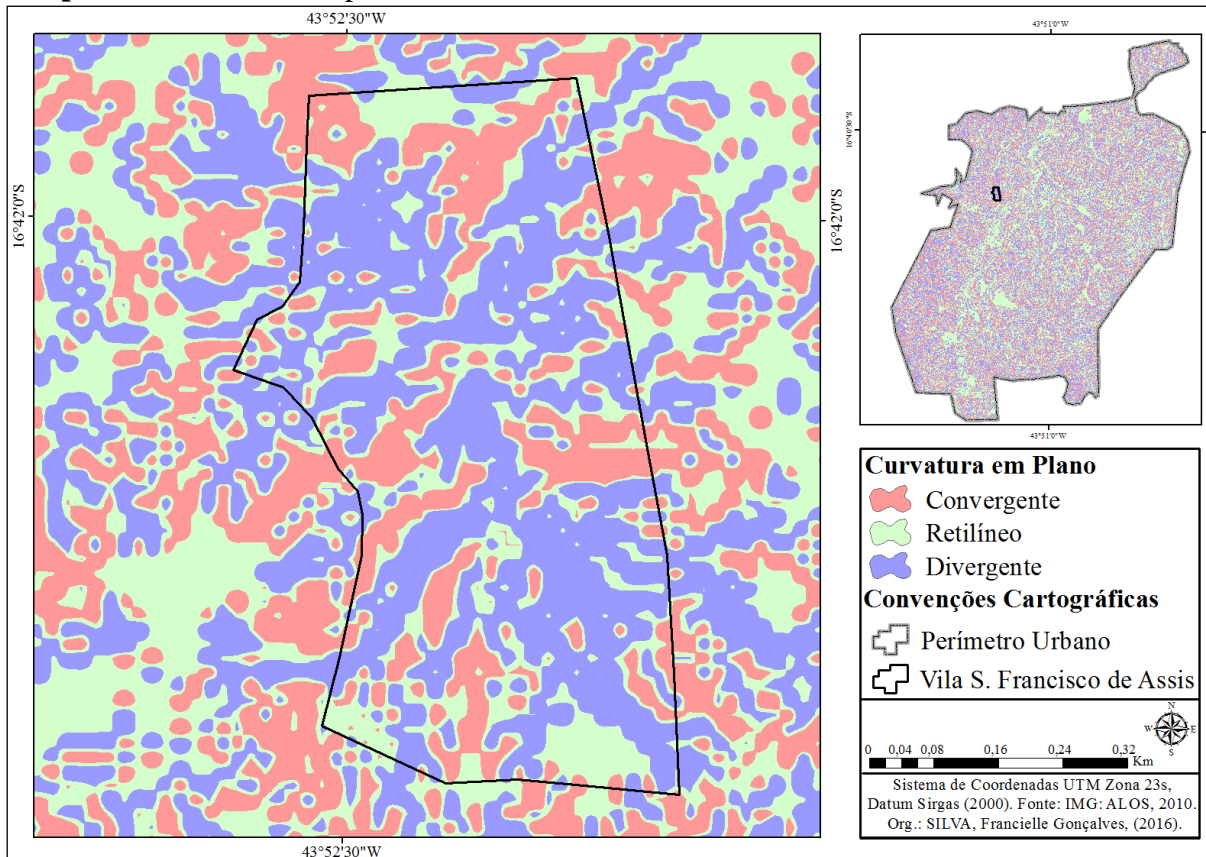 43°52'30"W
16°42'0"S
16°42'0"S
43°52'30"W
43°51'0"W
16°40'30"S
43°51'0"W
Curvatura em Plano
Convergente
Retilíneo
Divergente
Convenções Cartográficas
Perímetro Urbano
Vila S. Francisco de Assis
N
W E
S
0 0,04 0,08 0,16 0,24 0,32
Km
Sistema de Coordenadas UTM Zona 23s,
Datum Sirgas (2000). Fonte: IMG: ALOS, 2010.
Org.: SILVA, Francielle Gonçalves, (2016).